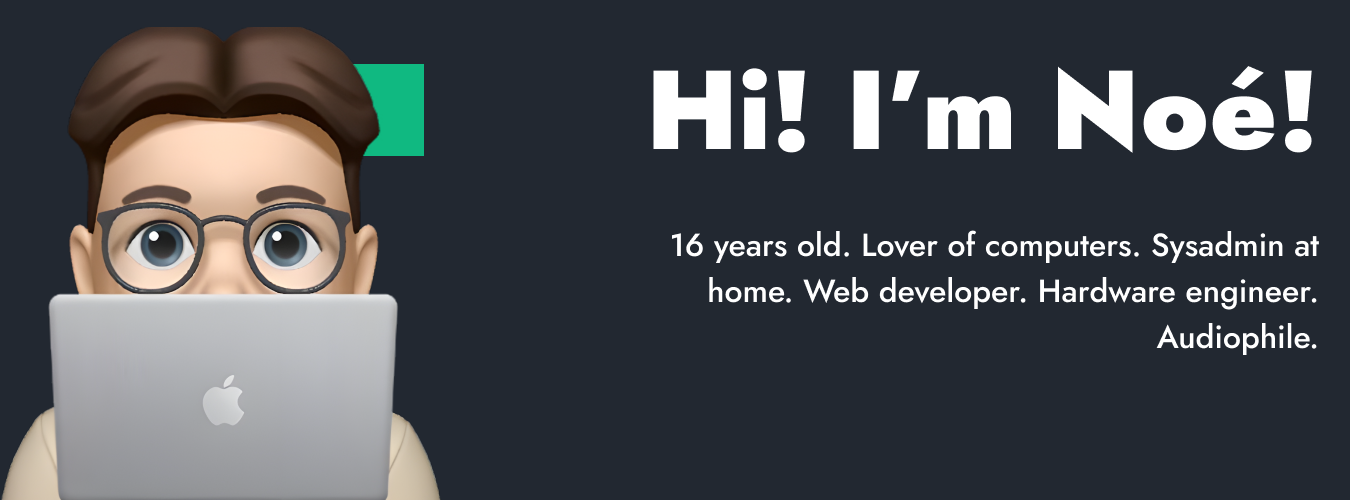 Hi! I’m Noé!
16 years old. Lover of computers. Sysadmin at
home. Web developer. Hardware engineer.
Audiophile.